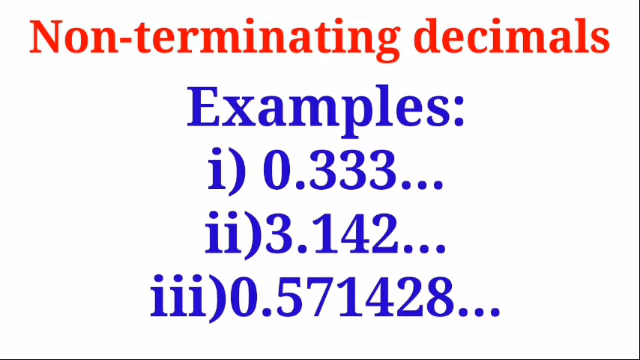 Non-terminating decimals
Examples:
i) 0.333...
ii)3.142...
iii)0.571428...